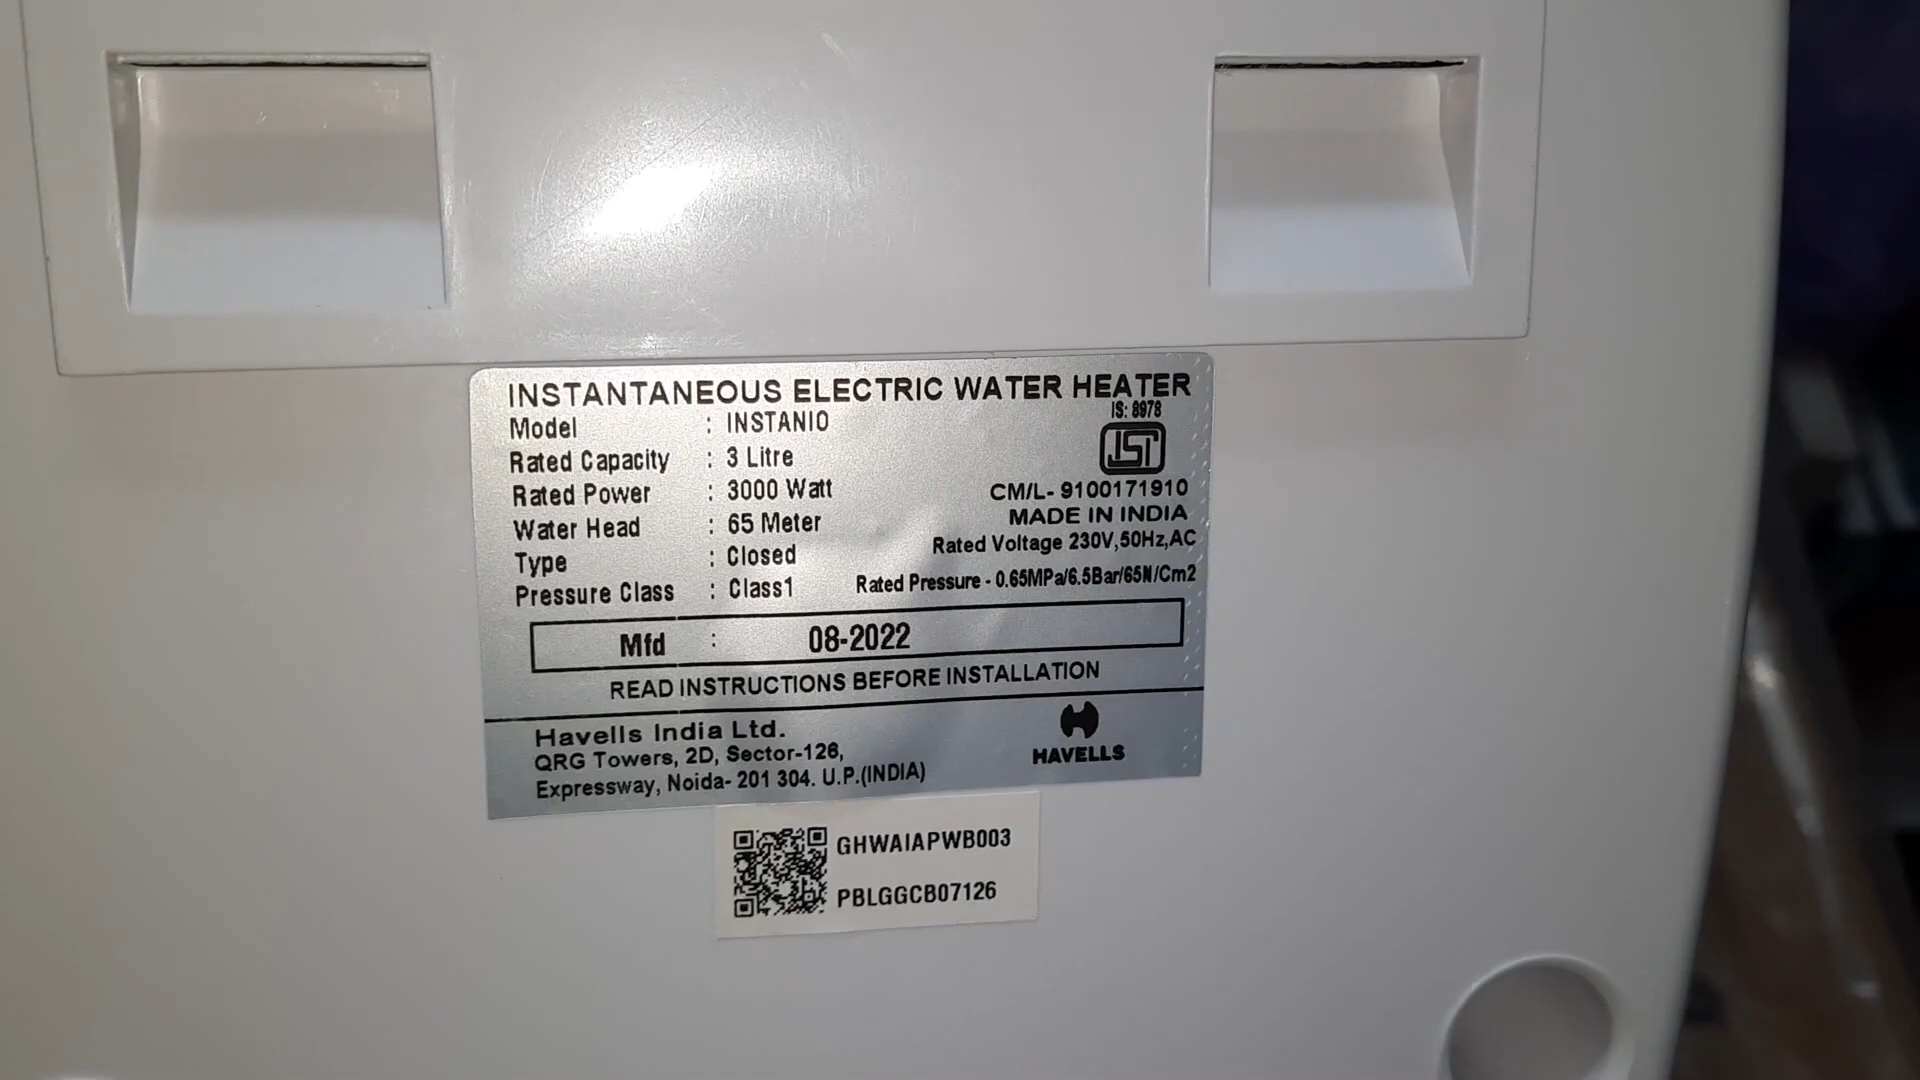 INSTANTANEOUS ELECTRIC WATER HEATER
IS: 8978
Model : INSTANIO
ISI
Rated Capacity : 3 Litre
Rated Power : 3000 Watt
CM/L- 9100171910
Water Head : 65 Meter
MADE IN INDIA
Rated Voltage 230V,50Hz,AC
Type : Closed
Pressure Class : Class1
Rated Pressure - 0.65MPa/6.5Bar/65N/Cm2
Mfd : 08-2022
READ INSTRUCTIONS BEFORE INSTALLATION
Havells India Ltd.
QRG Towers, 2D, Sector-126,
Expressway, Noida- 201 304. U.P.(INDIA)
HAVELLS
GHWAIAPWB003
PBLGGCB07126